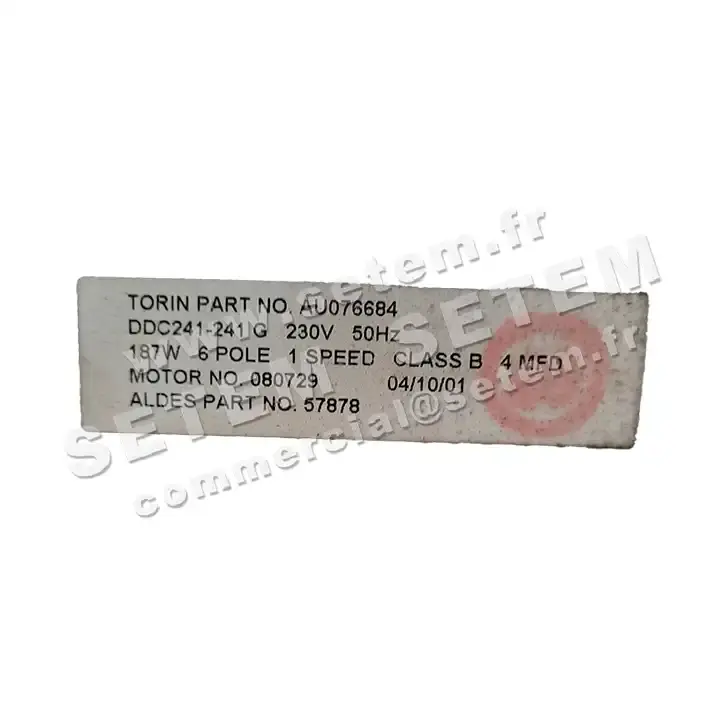 TORIN PART NO. AU076684
DDC241-241 G 230V 50Hz
187W 6 POLE 1 SPEED CLASS B 4 MFD
MOTOR NO. 080729 04/10/01
ALDES PART NO. 57878
www.setem.fr
SETEM SETEM
commercial@setem.fr